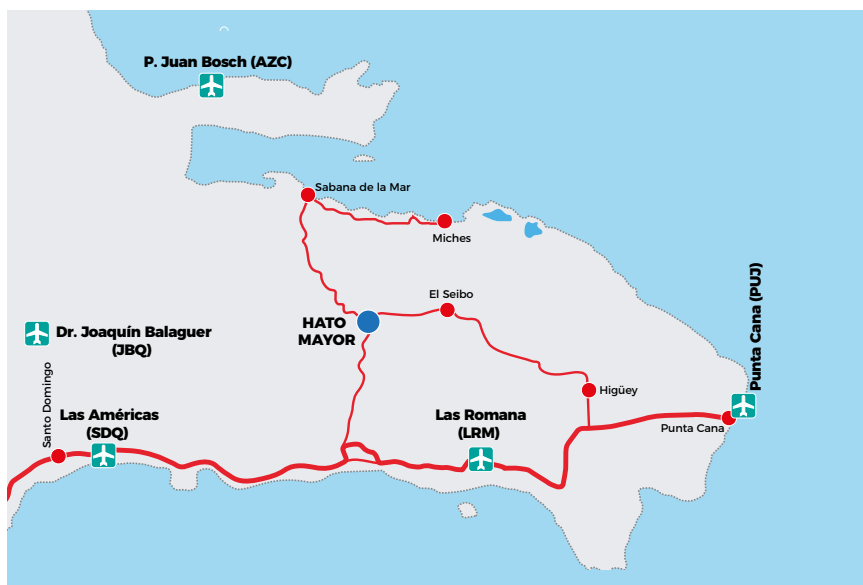 P. Juan Bosch (AZC)
Sabana de la Mar
Miches
El Seibo
HATO
MAYOR
Dr. Joaquín Balaguer
(JBQ)
Santo Domingo
Las Américas
(SDQ)
Las Romana
(LRM)
Higüey
Punta Cana
Punta Cana (PUJ)